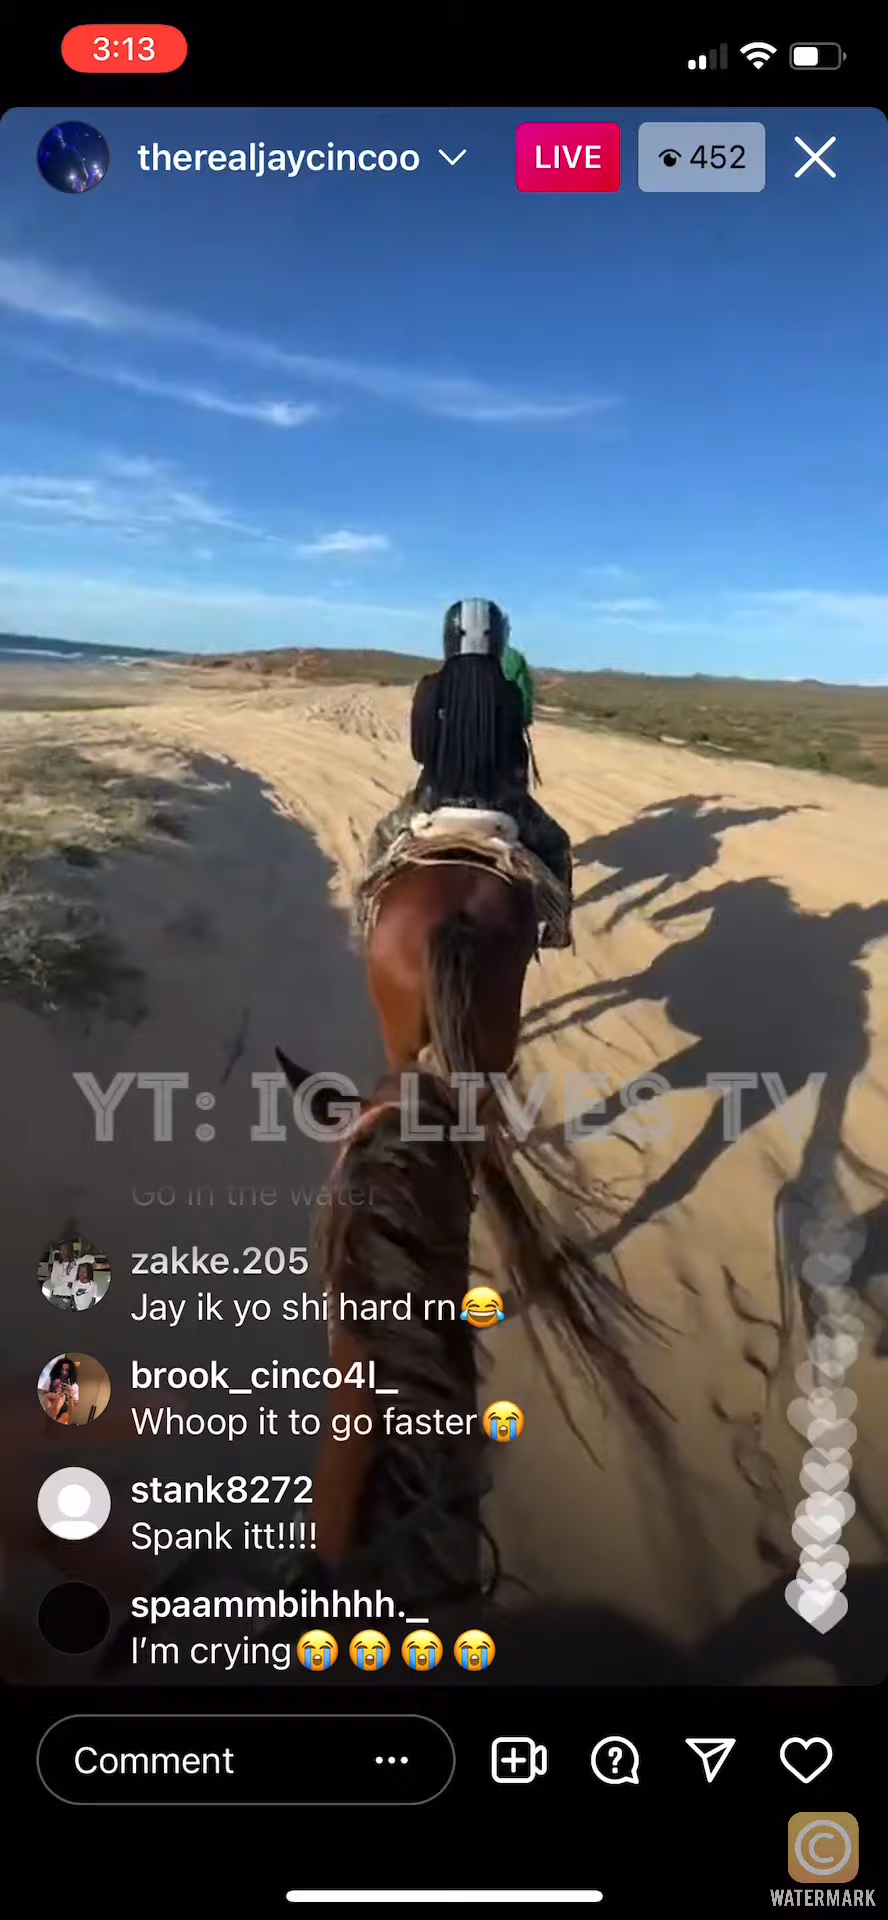 3:13
therealjaycincoo
LIVE
452
YT: IG LIVES TV
Go in the water
zakke.205
Jay ik yo shi hard rn😂
brook_cinco4l_
Whoop it to go faster😭
stank8272
Spank itt!!!!
spaammbihhhh._
I'm crying😭😭😭😭
Comment
WATERMARK